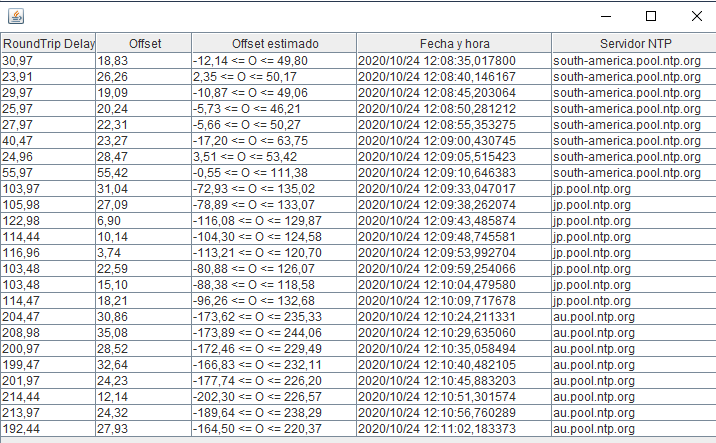 RoundTrip Delay Offset Offset estimado Fecha y hora Servidor NTP
30,97 18,83 -12,14 <= O <= 49,80 2020/10/24 12:08:35,017800 south-america.pool.ntp.org
23,91 26,26 2,35 <= O <= 50,17 2020/10/24 12:08:40,146167 south-america.pool.ntp.org
29,97 19,09 -10,87 <= O <= 49,06 2020/10/24 12:08:45,203064 south-america.pool.ntp.org
25,97 20,24 -5,73 <= O <= 46,21 2020/10/24 12:08:50,281212 south-america.pool.ntp.org
27,97 22,31 -5,66 <= O <= 50,27 2020/10/24 12:08:55,353275 south-america.pool.ntp.org
40,47 23,27 -17,20 <= O <= 63,75 2020/10/24 12:09:00,430745 south-america.pool.ntp.org
24,96 28,47 3,51 <= O <= 53,42 2020/10/24 12:09:05,515423 south-america.pool.ntp.org
55,97 55,42 -0,55 <= O <= 111,38 2020/10/24 12:09:10,646383 south-america.pool.ntp.org
103,97 31,04 -72,93 <= O <= 135,02 2020/10/24 12:09:33,047017 jp.pool.ntp.org
105,98 27,09 -78,89 <= O <= 133,07 2020/10/24 12:09:38,262074 jp.pool.ntp.org
122,98 6,90 -116,08 <= O <= 129,87 2020/10/24 12:09:43,485874 jp.pool.ntp.org
114,44 10,14 -104,30 <= O <= 124,58 2020/10/24 12:09:48,745581 jp.pool.ntp.org
116,96 3,74 -113,21 <= O <= 120,70 2020/10/24 12:09:53,992704 jp.pool.ntp.org
103,48 22,59 -80,88 <= O <= 126,07 2020/10/24 12:09:59,254066 jp.pool.ntp.org
103,48 15,10 -88,38 <= O <= 118,58 2020/10/24 12:10:04,479580 jp.pool.ntp.org
114,47 18,21 -96,26 <= O <= 132,68 2020/10/24 12:10:09,717678 jp.pool.ntp.org
204,47 30,86 -173,62 <= O <= 235,33 2020/10/24 12:10:24,211331 au.pool.ntp.org
208,98 35,08 -173,89 <= O <= 244,06 2020/10/24 12:10:29,635060 au.pool.ntp.org
200,97 28,52 -172,46 <= O <= 229,49 2020/10/24 12:10:35,058494 au.pool.ntp.org
199,47 32,64 -166,83 <= O <= 232,11 2020/10/24 12:10:40,482105 au.pool.ntp.org
201,97 24,23 -177,74 <= O <= 226,20 2020/10/24 12:10:45,883203 au.pool.ntp.org
214,44 12,14 -202,30 <= O <= 226,57 2020/10/24 12:10:51,301574 au.pool.ntp.org
213,97 24,32 -189,64 <= O <= 238,29 2020/10/24 12:10:56,760289 au.pool.ntp.org
192,44 27,93 -164,50 <= O <= 220,37 2020/10/24 12:11:02,183373 au.pool.ntp.org